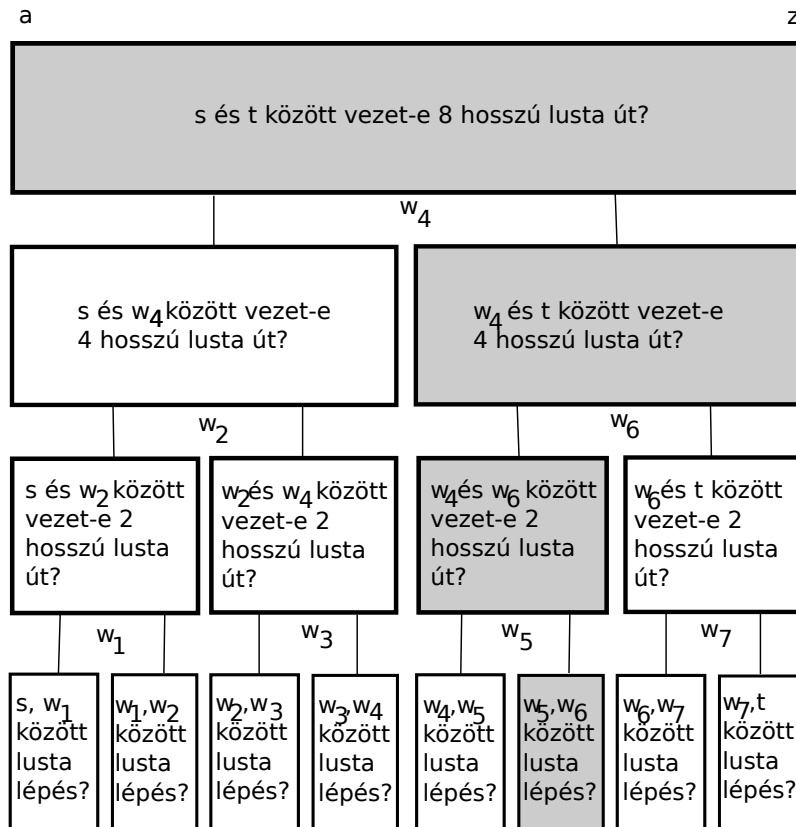 a z
s és t között vezet-e 8 hosszú lusta út?
w4
s és w4 között vezet-e
4 hosszú lusta út?
w4 és t között vezet-e
4 hosszú lusta út?
w2
w6
s és w2 között
vezet-e 2
hosszú lusta
út?
w2 és w4 között
vezet-e 2
hosszú lusta
út?
w4 és w6 között
vezet-e 2
hosszú lusta
út?
w6 és t között
vezet-e 2
hosszú lusta
út?
w1
w3
w5
w7
s, w1
között
lusta
lépés?
w1,w2
között
lusta
lépés?
w2,w3
között
lusta
lépés?
w3,w4
között
lusta
lépés?
w4,w5
között
lusta
lépés?
w5,w6
között
lusta
lépés?
w6,w7
között
lusta
lépés?
w7,t
között
lusta
lépés?